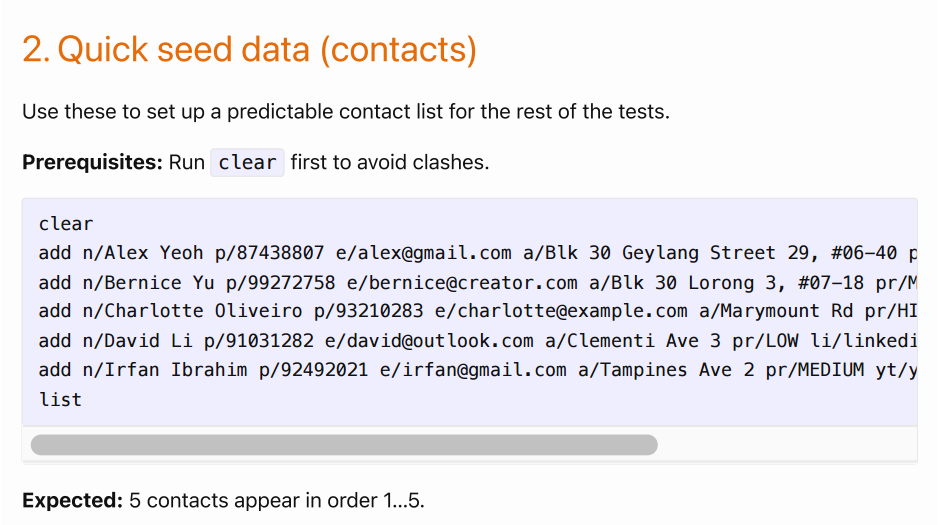 2. Quick seed data (contacts)
Use these to set up a predictable contact list for the rest of the tests.
Prerequisites: Run clear first to avoid clashes.
clear
add n/Alex Yeoh p/87438807 e/alex@gmail.com a/Blk 30 Geylang Street 29, #06-40 p
add n/Bernice Yu p/99272758 e/bernice@creator.com a/Blk 30 Lorong 3, #07-18 pr/M
add n/Charlotte Oliveiro p/93210283 e/charlotte@example.com a/Marymount Rd pr/HI
add n/David Li p/91031282 e/david@outlook.com a/Clementi Ave 3 pr/LOW li/linkedi
add n/Irfan Ibrahim p/92492021 e/irfan@gmail.com a/Tampines Ave 2 pr/MEDIUM yt/y
list
Expected: 5 contacts appear in order 1…5.